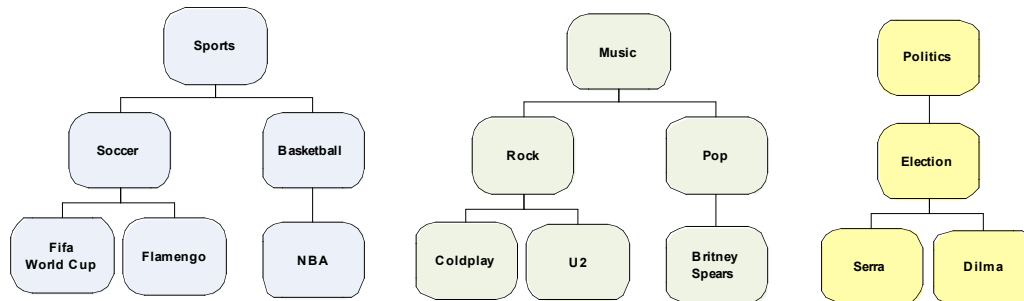 Sports
Music
Politics
Soccer
Basketball
Rock
Pop
Election
Fifa
World Cup
Flamengo
NBA
Coldplay
U2
Britney
Spears
Serra
Dilma